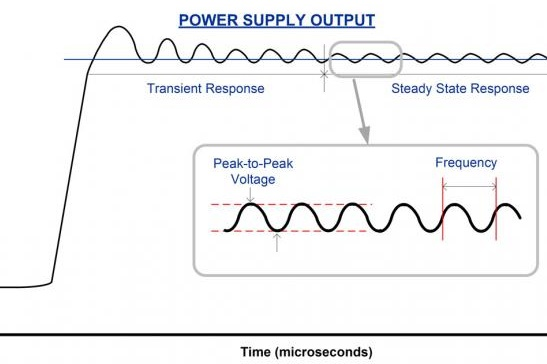 POWER SUPPLY OUTPUT
Transient Response
Steady State Response
Peak-to-Peak
Voltage
Frequency
Time (microseconds)